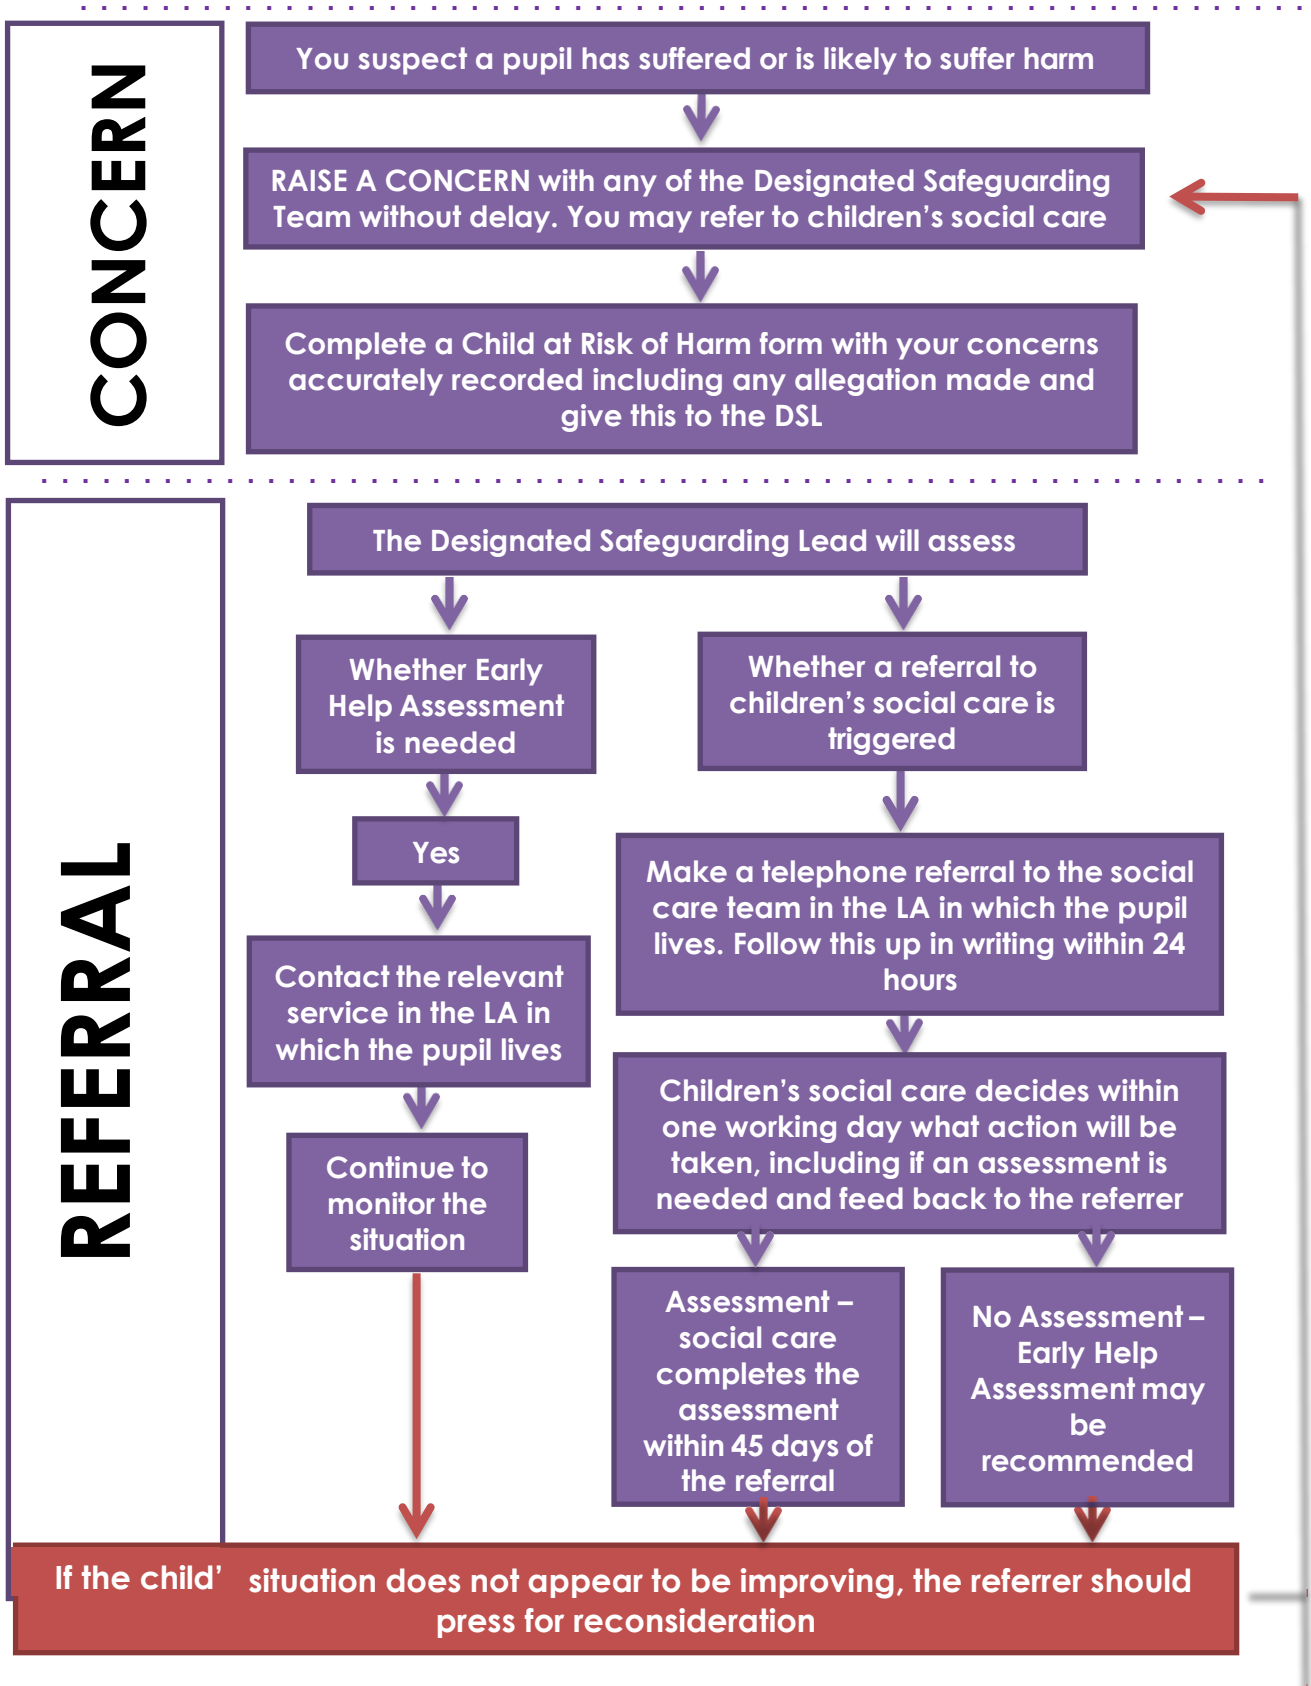 CONCERN
You suspect a pupil has suffered or is likely to suffer harm
RAISE A CONCERN with any of the Designated Safeguarding
Team without delay. You may refer to children's social care
Complete a Child at Risk of Harm form with your concerns
accurately recorded including any allegation made and
give this to the DSL
REFERRAL
The Designated Safeguarding Lead will assess
Whether Early
Help Assessment
is needed
Yes
Contact the relevant
service in the LA in
which the pupil lives
Continue to
monitor the
situation
Whether a referral to
children's social care is
triggered
Make a telephone referral to the social
care team in the LA in which the pupil
lives. Follow this up in writing within 24
hours
Children's social care decides within
one working day what action will be
taken, including if an assessment is
needed and feed back to the referrer
Assessment –
social care
completes the
assessment
within 45 days of
the referral
No Assessment –
Early Help
Assessment may
be
recommended
If the child' situation does not appear to be improving, the referrer should
press for reconsideration